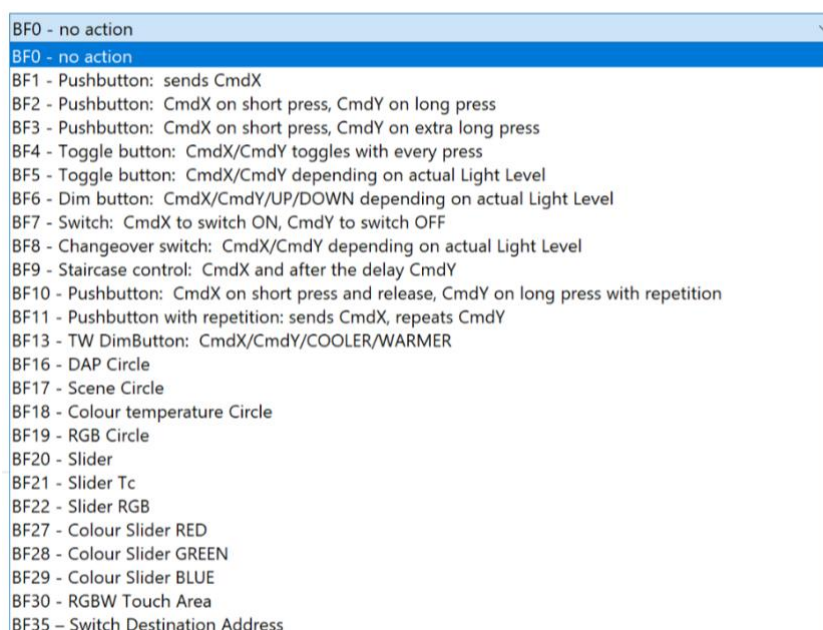 BF0 - no action
BF0 - no action
BF1 - Pushbutton:  sends CmdX
BF2 - Pushbutton:  CmdX on short press, CmdY on long press
BF3 - Pushbutton:  CmdX on short press, CmdY on extra long press
BF4 - Toggle button:  CmdX/CmdY toggles with every press
BF5 - Toggle button:  CmdX/CmdY depending on actual Light Level
BF6 - Dim button:  CmdX/CmdY/UP/DOWN depending on actual Light Level
BF7 - Switch:  CmdX to switch ON, CmdY to switch OFF
BF8 - Changeover switch:  CmdX/CmdY depending on actual Light Level
BF9 - Staircase control:  CmdX and after the delay CmdY
BF10 - Pushbutton:  CmdX on short press and release, CmdY on long press with repetition
BF11 - Pushbutton with repetition: sends CmdX, repeats CmdY
BF13 - TW DimButton:  CmdX/CmdY/COOLER/WARMER
BF16 - DAP Circle
BF17 - Scene Circle
BF18 - Colour temperature Circle
BF19 - RGB Circle
BF20 - Slider
BF21 - Slider Tc
BF22 - Slider RGB
BF27 - Colour Slider RED
BF28 - Colour Slider GREEN
BF29 - Colour Slider BLUE
BF30 - RGBW Touch Area
BF35 – Switch Destination Address